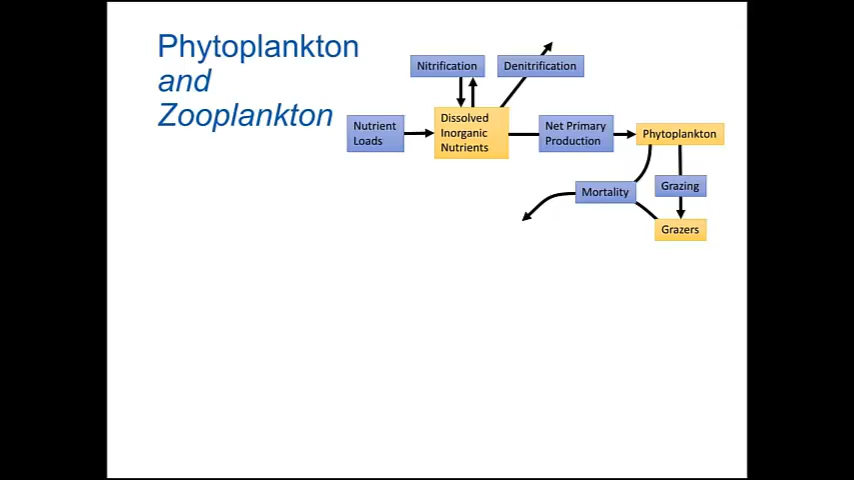 Phytoplankton
and
Zooplankton
Nitrification
Denitrification
Nutrient
Loads
Dissolved
Inorganic
Nutrients
Net Primary
Production
Phytoplankton
Mortality
Grazing
Grazers